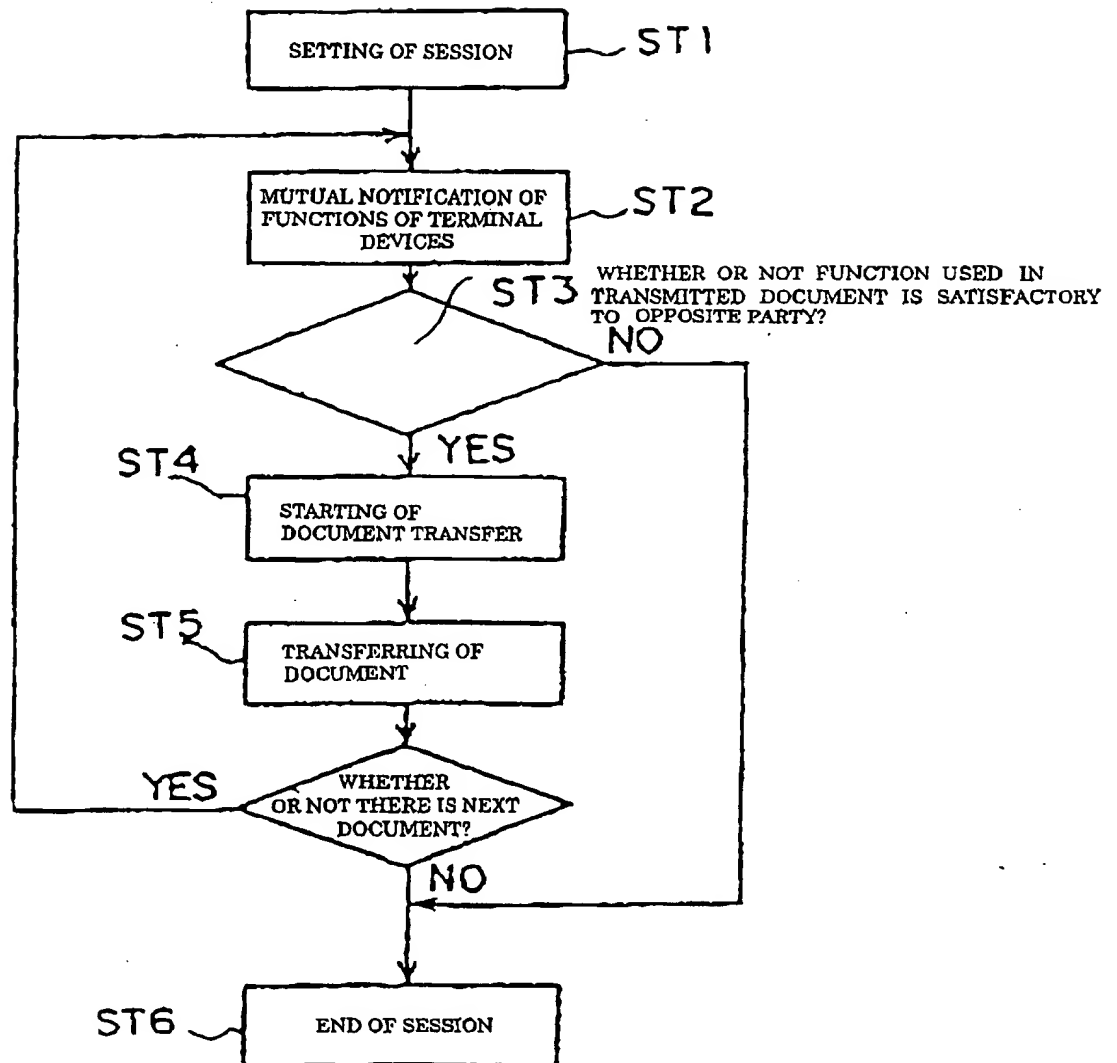 SETTING OF SESSION
ST1
MUTUAL NOTIFICATION OF
FUNCTIONS OF TERMINAL
DEVICES
ST2
ST3
WHETHER OR NOT FUNCTION USED IN
TRANSMITTED DOCUMENT IS SATISFACTORY
TO OPPOSITE PARTY?
NO
YES
ST4
STARTING OF
DOCUMENT TRANSFER
ST5
TRANSFERRING OF
DOCUMENT
YES
WHETHER
OR NOT THERE IS NEXT
DOCUMENT?
NO
ST6
END OF SESSION